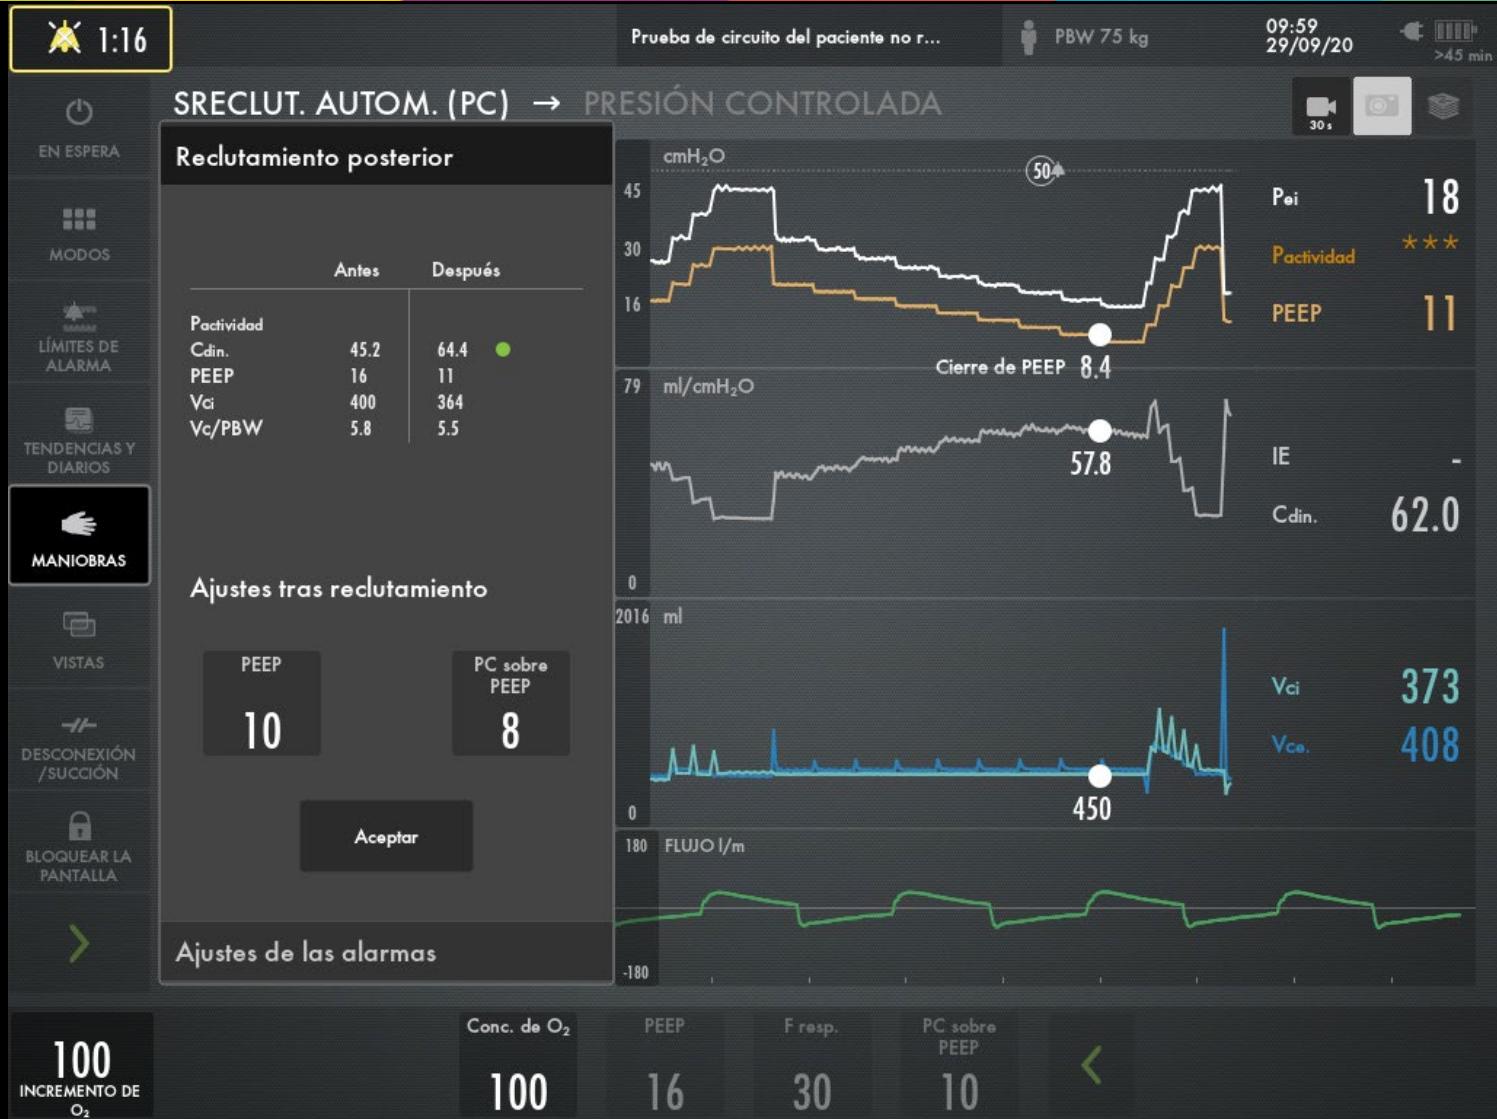 1:16
Prueba de circuito del paciente no r...
PBW 75 kg
09:59
29/09/20
>45 min
SRECLUT. AUTOM. (PC) → PRESIÓN CONTROLADA
30 s
EN ESPERA
MODOS
LÍMITES DE
ALARMA
TENDENCIAS Y
DIARIOS
MANIOBRAS
VISTAS
DESCONEXIÓN
/SUCCIÓN
BLOQUEAR LA
PANTALLA
Reclutamiento posterior
Antes Después
Pactividad
Cdin. 45.2 64.4
PEEP 16 11
Vci 400 364
Vc/PBW 5.8 5.5
Ajustes tras reclutamiento
PEEP
10
PC sobre
PEEP
8
Aceptar
Ajustes de las alarmas
cmH₂O
50
45
30
16
Cierre de PEEP 8.4
Pei 18
Pactividad ***
PEEP 11
79 ml/cmH₂O
57.8
0
IE -
Cdin. 62.0
2016 ml
450
0
Vci 373
Vce. 408
180 FLUJO l/m
-180
100
INCREMENTO DE
O₂
Conc. de O₂
100
PEEP
16
F resp.
30
PC sobre
PEEP
10